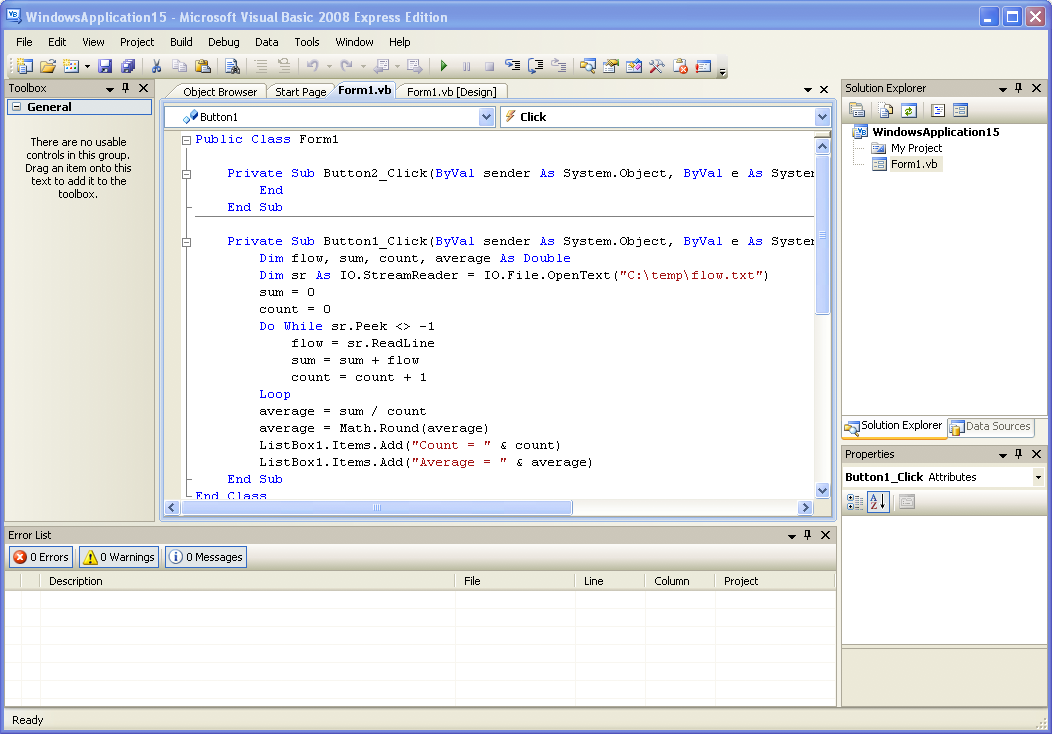 WindowsApplication15 - Microsoft Visual Basic 2008 Express Edition
File Edit View Project Build Debug Data Tools Window Help
Toolbox
General
There are no usable
controls in this group.
Drag an item onto this
text to add it to the
toolbox.
Object Browser Start Page Form1.vb Form1.vb [Design]
Button1 Click
Public Class Form1
Private Sub Button2_Click(ByVal sender As System.Object, ByVal e As System
End
End Sub
Private Sub Button1_Click(ByVal sender As System.Object, ByVal e As System
Dim flow, sum, count, average As Double
Dim sr As IO.StreamReader = IO.File.OpenText("C:\temp\flow.txt")
sum = 0
count = 0
Do While sr.Peek <> -1
flow = sr.ReadLine
sum = sum + flow
count = count + 1
Loop
average = sum / count
average = Math.Round(average)
ListBox1.Items.Add("Count = " & count)
ListBox1.Items.Add("Average = " & average)
End Sub
End Class
Solution Explorer
WindowsApplication15
My Project
Form1.vb
Solution Explorer Data Sources
Properties
Button1_Click Attributes
Error List
0 Errors 0 Warnings 0 Messages
Description File Line Column Project
Ready